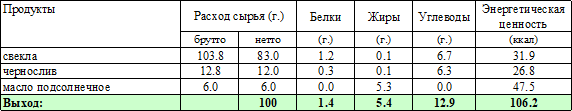 Продукты Расход сырья (г.) Белки Жиры Углеводы Энергетическая ценность
брутто нетто (г.) (г.) (г.) (ккал)
свекла 103.8 83.0 1.2 0.1 6.7 31.9
чернослив 12.8 12.0 0.3 0.1 6.3 26.8
масло подсолнечное 6.0 6.0 0.0 5.3 0.0 47.5
Выход: 100 1.4 5.4 12.9 106.2